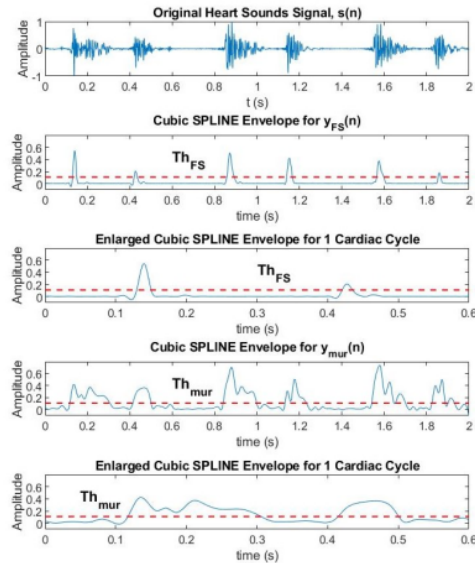 Original Heart Sounds Signal, s(n)
Amplitude
1
0
-1
0 0.2 0.4 0.6 0.8 1 1.2 1.4 1.6 1.8 2
t (s)
Cubic SPLINE Envelope for yFS(n)
Amplitude
0.6
0.4
0.2
0
ThFS
0 0.2 0.4 0.6 0.8 1 1.2 1.4 1.6 1.8 2
time (s)
Enlarged Cubic SPLINE Envelope for 1 Cardiac Cycle
Amplitude
0.6
0.4
0.2
0
ThFS
0 0.1 0.2 0.3 0.4 0.5 0.6
time (s)
Cubic SPLINE Envelope for ymur(n)
Amplitude
0.6
0.4
0.2
0
Thmur
0 0.2 0.4 0.6 0.8 1 1.2 1.4 1.6 1.8 2
time (s)
Enlarged Cubic SPLINE Envelope for 1 Cardiac Cycle
Amplitude
0.6
0.4
0.2
0
Thmur
0 0.1 0.2 0.3 0.4 0.5 0.6
time (s)